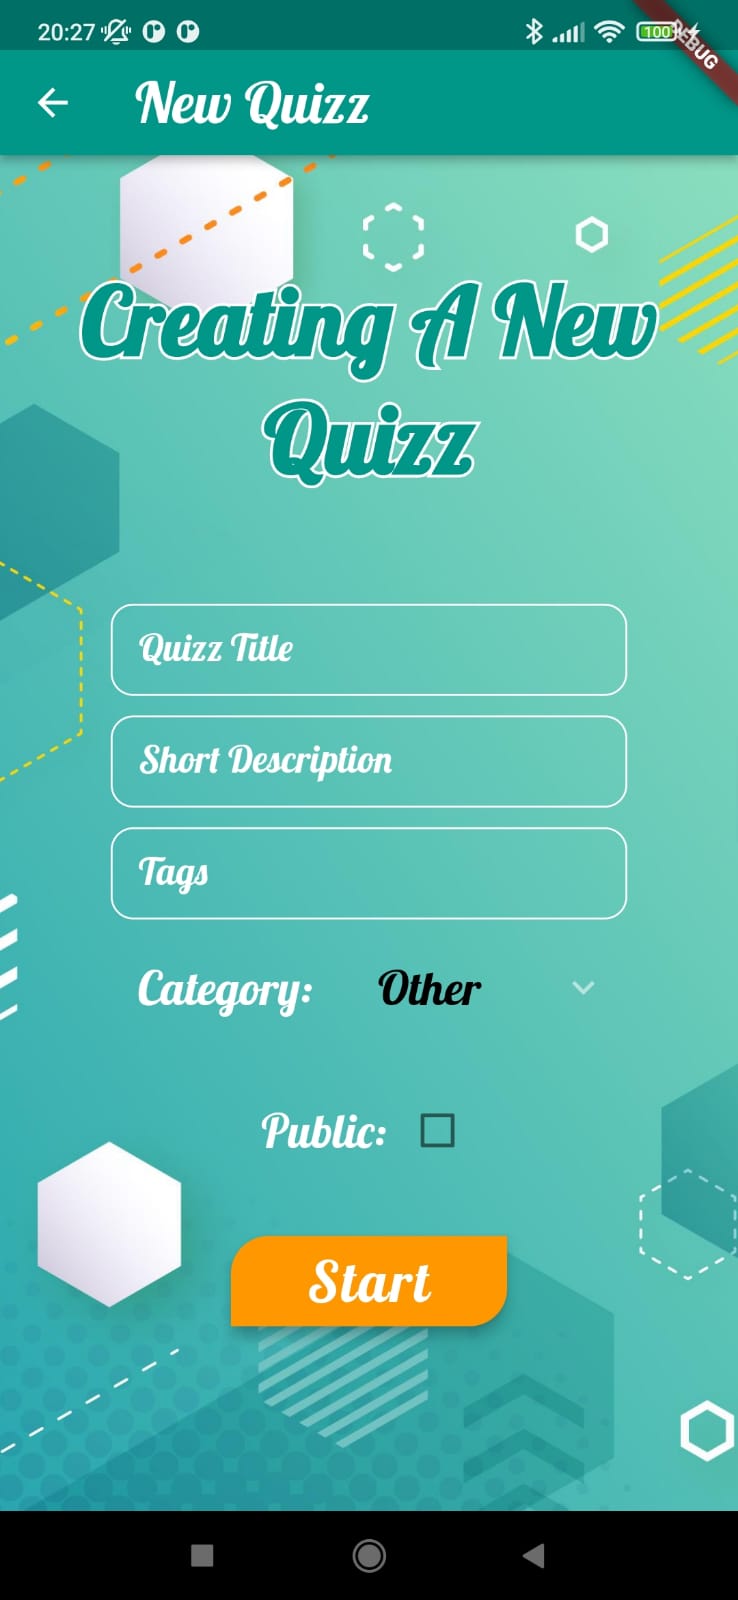 20:27
100
DEBUG
New Quizz
Creating A New
Quizz
Quizz Title
Short Description
Tags
Category: Other
Public:
Start